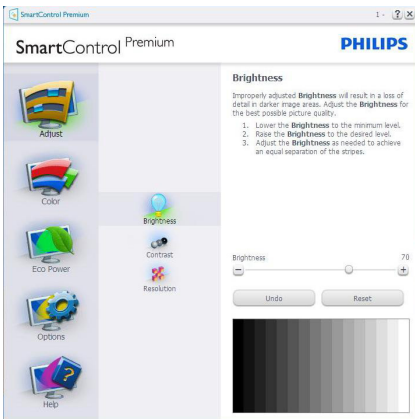 SmartControl Premium
SmartControl Premium
PHILIPS
Adjust
Color
Eco Power
Options
Help
Brightness
Contrast
Resolution
Brightness
Improperly adjusted Brightness will result in a loss of
detail in darker image areas. Adjust the Brightness for
the best possible picture quality.
1. Lower the Brightness to the minimum level.
2. Raise the Brightness to the desired level.
3. Adjust the Brightness as needed to achieve
an equal separation of the stripes.
Brightness 70
Undo
Reset